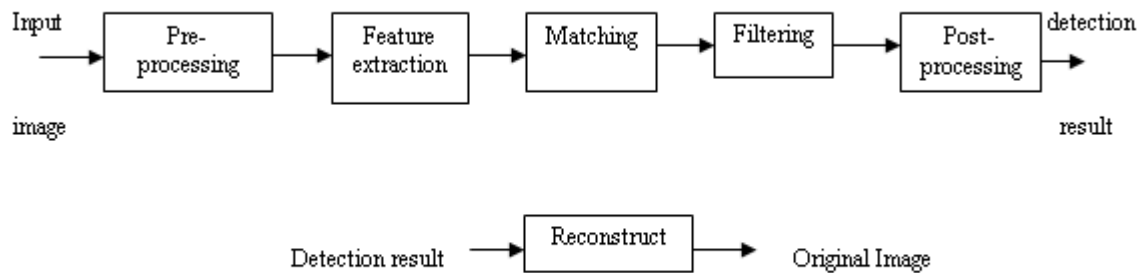 Input
image
Pre-
processing
Feature
extraction
Matching
Filtering
Post-
processing
detection
result
Detection result
Reconstruct
Original Image